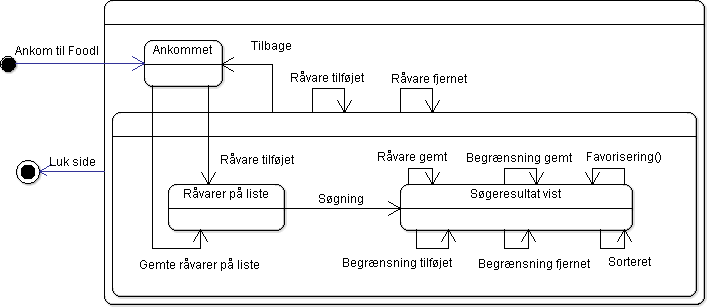 Ankom til Foodl
Ankommet
Tilbage
Råvare tilføjet
Råvare fjernet
Luk side
Råvare tilføjet
Råvare gemt
Begrænsning gemt
Favorisering()
Råvarer på liste
Søgning
Søgeresultat vist
Gemte råvarer på liste
Begrænsning tilføjet
Begrænsning fjernet
Sorteret